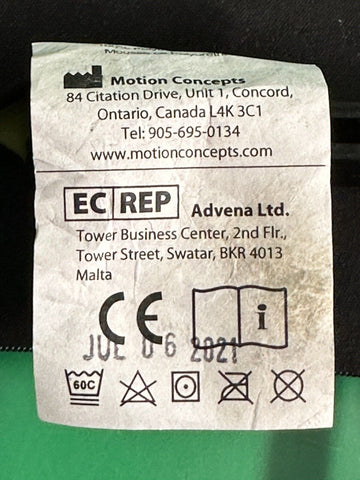 Motion Concepts
84 Citation Drive, Unit 1, Concord,
Ontario, Canada L4K 3C1
Tel: 905-695-0134
www.motionconcepts.com
EC REP Advena Ltd.
Tower Business Center, 2nd Flr.,
Tower Street, Swatar, BKR 4013
Malta
CE i
JUL 06 2021
60C